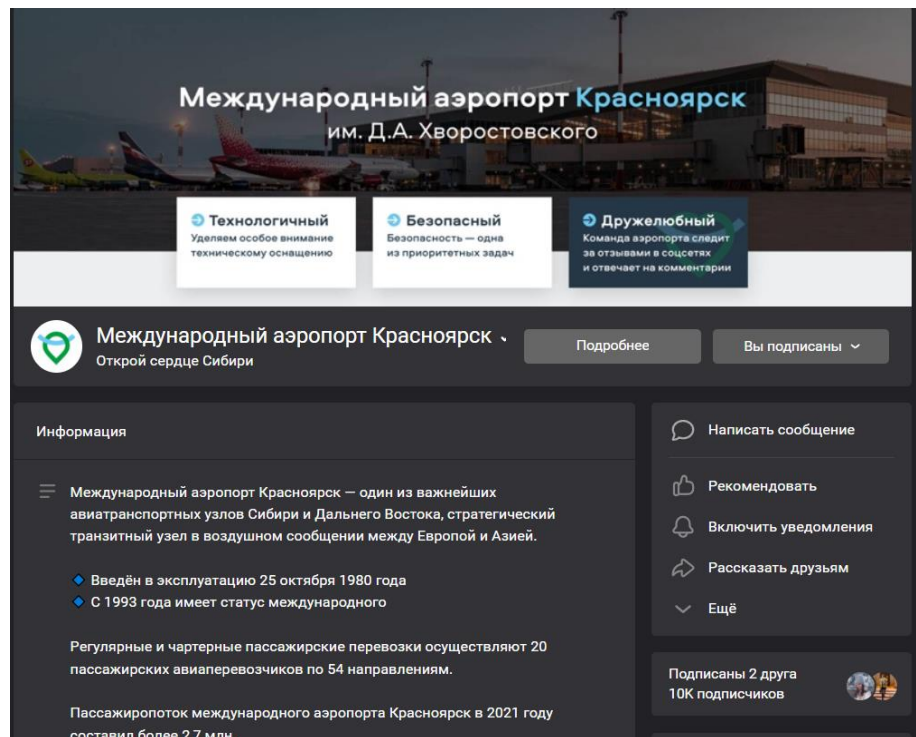 Международный аэропорт Красноярск
им. Д.А. Хворостовского
Технологичный
Уделяем особое внимание
техническому оснащению
Безопасный
Безопасность — одна
из приоритетных задач
Дружелюбный
Команда аэропорта следит
за отзывами в соцсетях
и отвечает на комментарии
Международный аэропорт Красноярск
Открой сердце Сибири
Подробнее
Вы подписаны
Информация
Международный аэропорт Красноярск — один из важнейших
авиатранспортных узлов Сибири и Дальнего Востока, стратегический
транзитный узел в воздушном сообщении между Европой и Азией.
Введён в эксплуатацию 25 октября 1980 года
С 1993 года имеет статус международного
Регулярные и чартерные пассажирские перевозки осуществляют 20
пассажирских авиаперевозчиков по 54 направлениям.
Пассажиропоток международного аэропорта Красноярск в 2021 году
составил более 2,7 млн
Написать сообщение
Рекомендовать
Включить уведомления
Рассказать друзьям
Ещё
Подписаны 2 друга
10K подписчиков